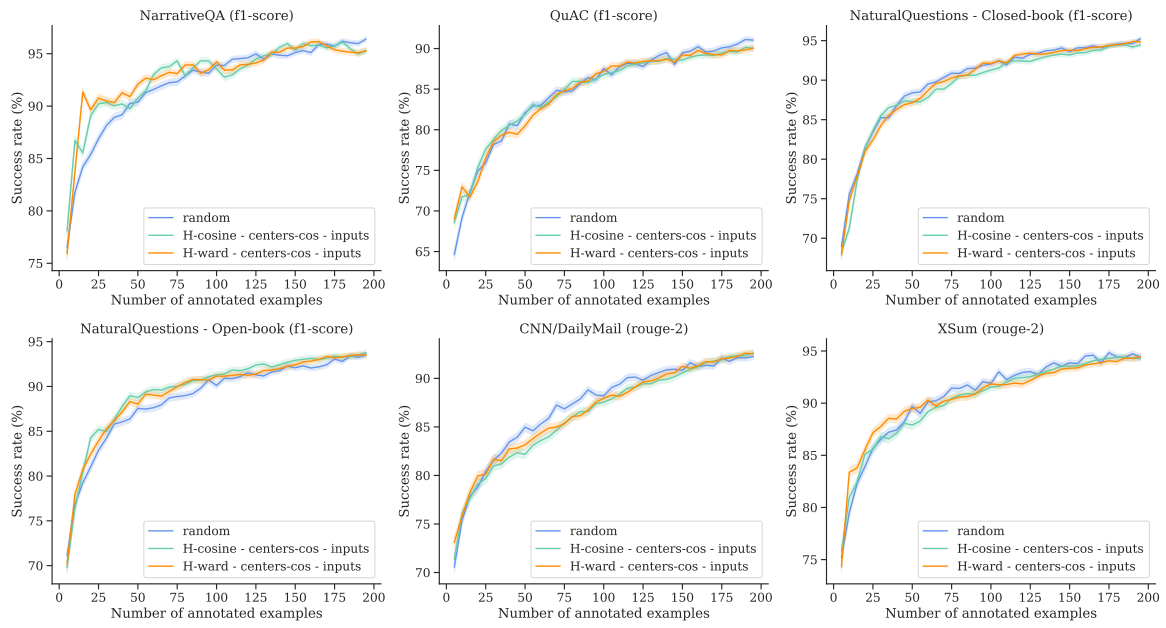 NarrativeQA (f1-score)
Success rate (%)
95
90
85
80
75
random
H-cosine - centers-cos - inputs
H-ward - centers-cos - inputs
0 25 50 75 100 125 150 175 200
Number of annotated examples
QuAC (f1-score)
Success rate (%)
90
85
80
75
70
65
random
H-cosine - centers-cos - inputs
H-ward - centers-cos - inputs
0 25 50 75 100 125 150 175 200
Number of annotated examples
NaturalQuestions - Closed-book (f1-score)
Success rate (%)
95
90
85
80
75
70
random
H-cosine - centers-cos - inputs
H-ward - centers-cos - inputs
0 25 50 75 100 125 150 175 200
Number of annotated examples
NaturalQuestions - Open-book (f1-score)
Success rate (%)
95
90
85
80
75
70
random
H-cosine - centers-cos - inputs
H-ward - centers-cos - inputs
0 25 50 75 100 125 150 175 200
Number of annotated examples
CNN/DailyMail (rouge-2)
Success rate (%)
90
85
80
75
70
random
H-cosine - centers-cos - inputs
H-ward - centers-cos - inputs
0 25 50 75 100 125 150 175 200
Number of annotated examples
XSum (rouge-2)
Success rate (%)
95
90
85
80
75
random
H-cosine - centers-cos - inputs
H-ward - centers-cos - inputs
0 25 50 75 100 125 150 175 200
Number of annotated examples